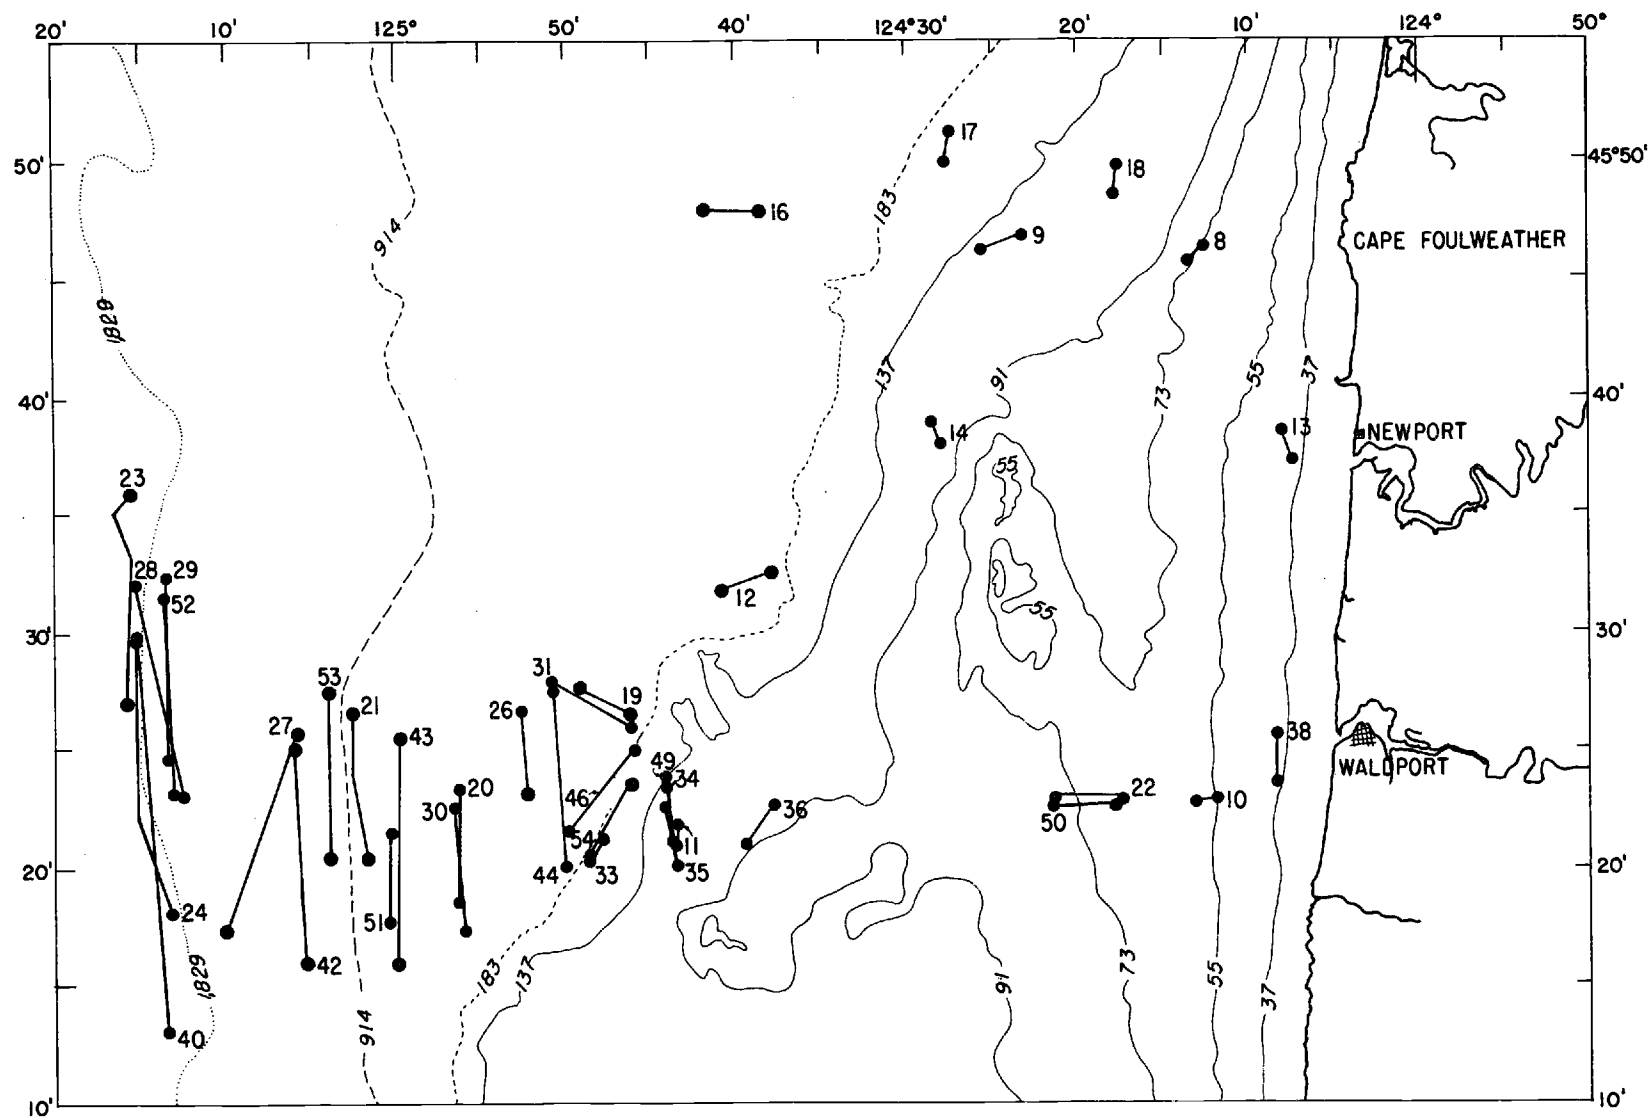 20' 10' 125° 50' 40' 124°30' 20' 10' 124° 50°
17
50' 45°50'
18
183
16
914 9 8
CAPE FOULWEATHER
1829
137 91 73 55 37
40' 40'
14 13 NEWPORT
55
23
28 29
52 12 55
30' 30'
53 31
21 26 19
27 43 38
49 34 WALDPORT
20 46 22
30 36 10
54 50
11
20' 44 33 35 20'
24 51
42 183 137 91 73 55 37
1829
914
40
10' 10'